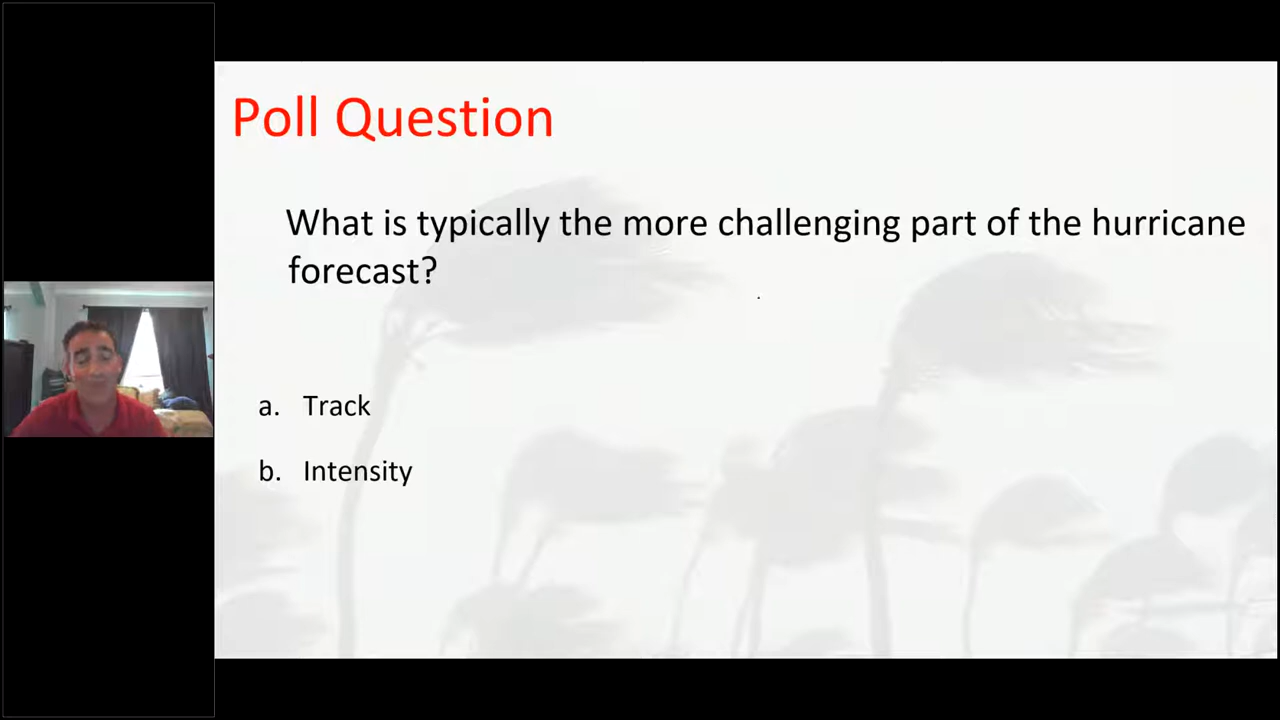 Poll Question
What is typically the more challenging part of the hurricane
forecast?
a. Track
b. Intensity